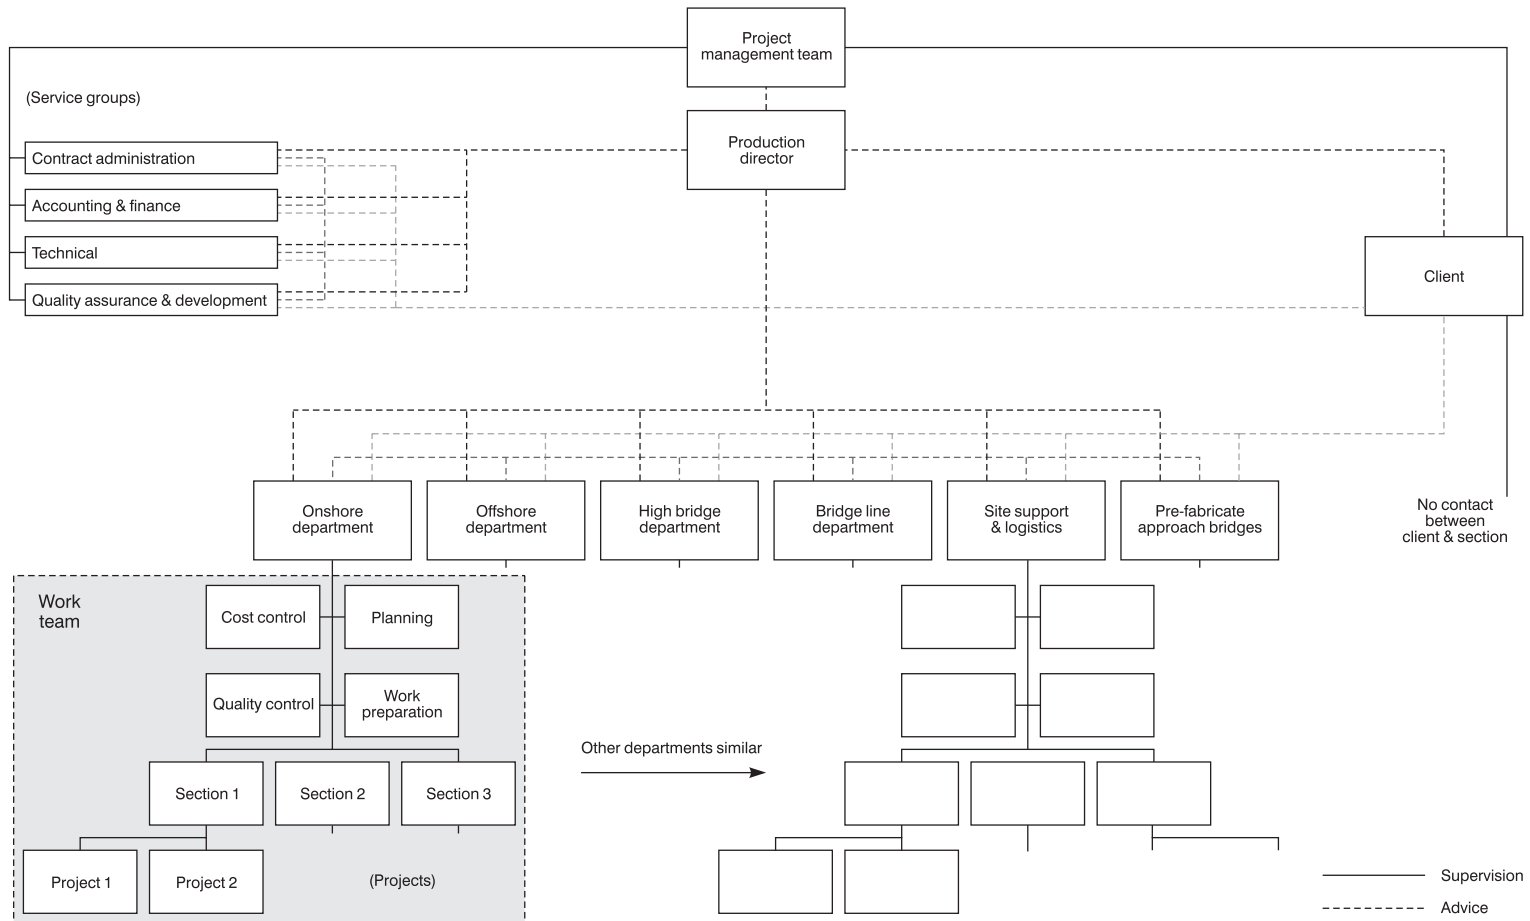 Project
management team
(Service groups)
Production
director
Contract administration
Accounting & finance
Technical
Quality assurance & development
Client
Onshore
department
Offshore
department
High bridge
department
Bridge line
department
Site support
& logistics
Pre-fabricate
approach bridges
No contact
between
client & section
Work
team
Cost control
Planning
Quality control
Work
preparation
Other departments similar
Section 1
Section 2
Section 3
Project 1
Project 2
(Projects)
Supervision
Advice